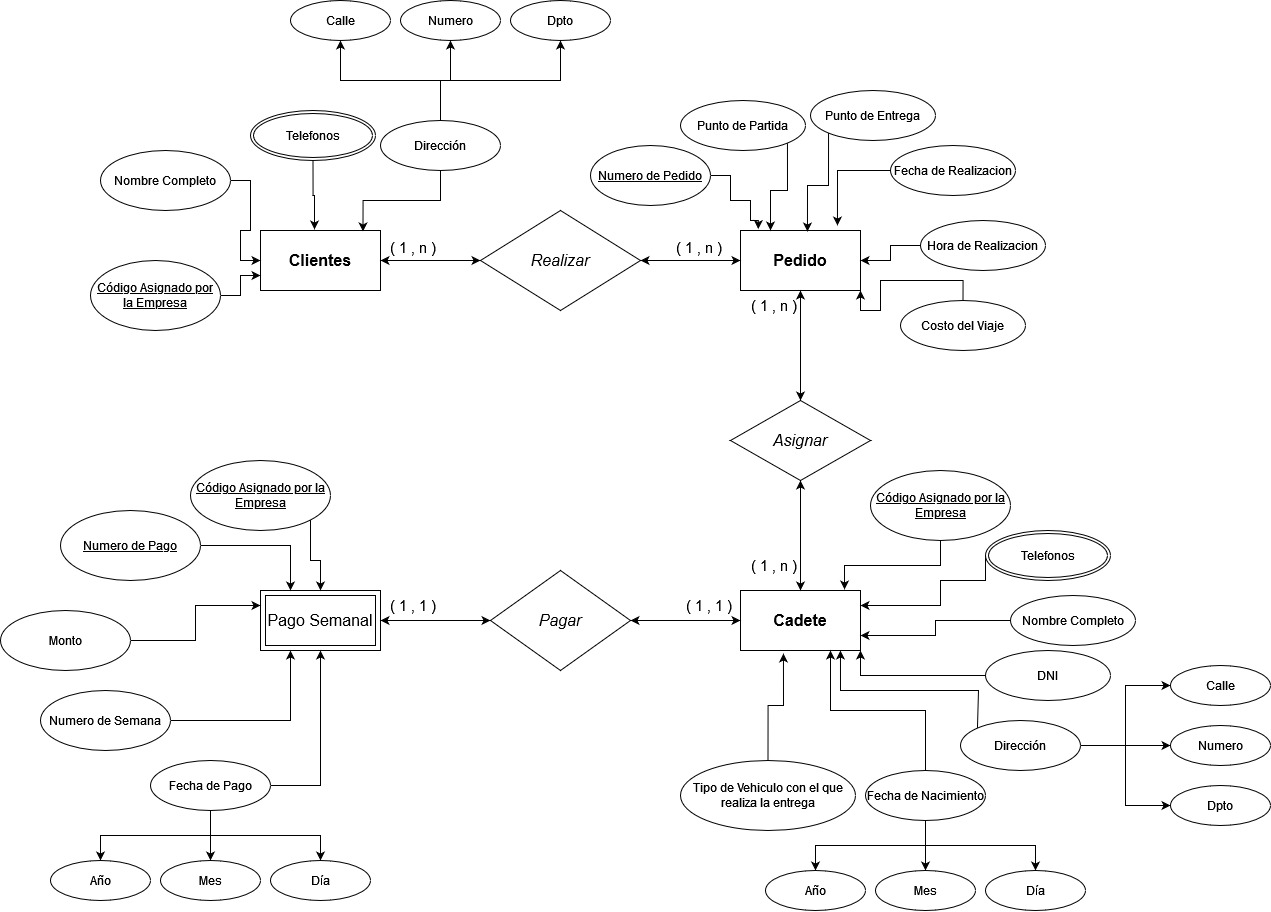 Calle
Numero
Dpto
Telefonos
Dirección
Nombre Completo
Código Asignado por
la Empresa
Clientes
( 1 , n )
Realizar
( 1 , n )
Punto de Partida
Punto de Entrega
Numero de Pedido
Fecha de Realizacion
Hora de Realizacion
Pedido
Costo del Viaje
( 1 , n )
Asignar
( 1 , n )
Código Asignado por la
Empresa
Numero de Pago
Monto
Pago Semanal
( 1 , 1 )
Pagar
( 1 , 1 )
Cadete
Código Asignado por la
Empresa
Telefonos
Nombre Completo
DNI
Dirección
Calle
Numero
Dpto
Numero de Semana
Fecha de Pago
Año
Mes
Día
Tipo de Vehiculo con el que
realiza la entrega
Fecha de Nacimiento
Año
Mes
Día